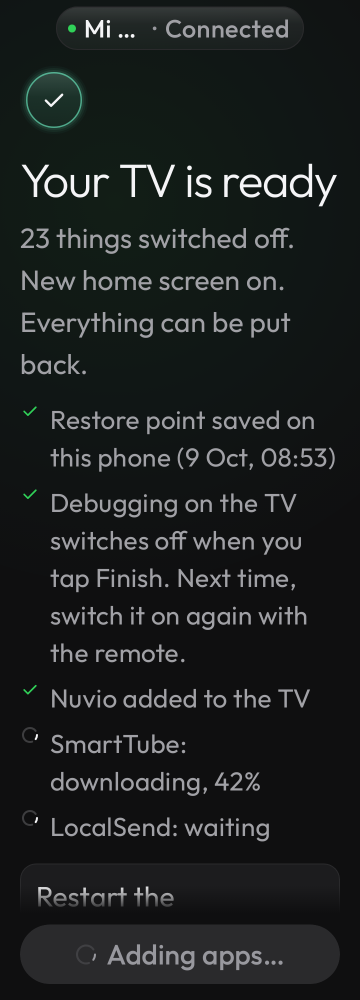 Mi ... · Connected
Your TV is ready
23 things switched off.
New home screen on.
Everything can be put
back.
Restore point saved on
this phone (9 Oct, 08:53)
Debugging on the TV
switches off when you
tap Finish. Next time,
switch it on again with
the remote.
Nuvio added to the TV
SmartTube:
downloading, 42%
LocalSend: waiting
Restart the
Adding apps...